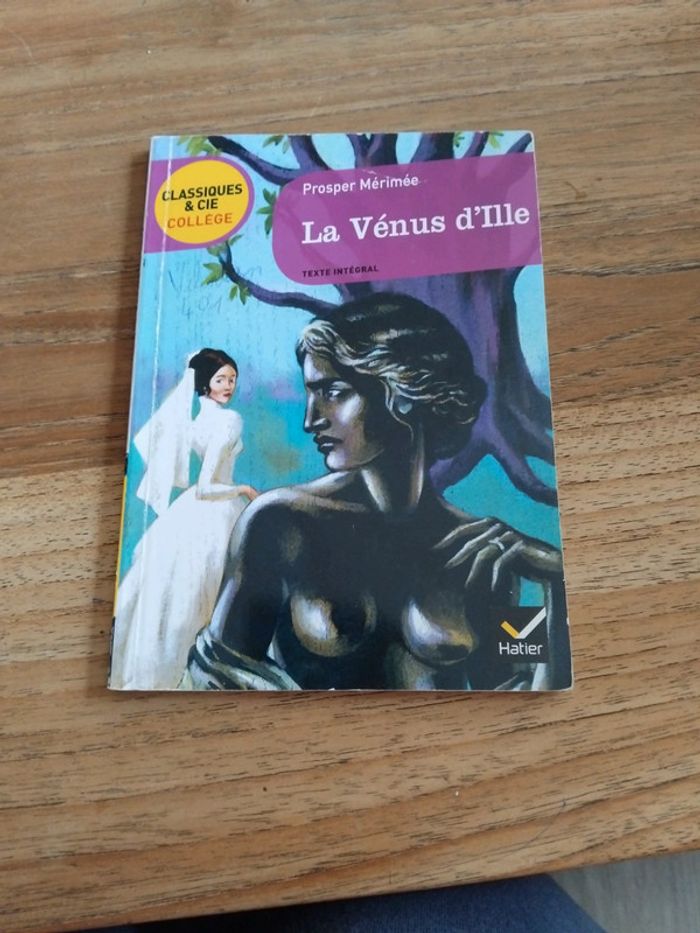 CLASSIQUES
& CIE
COLLÈGE
Prosper Mérimée
La Vénus d'Ille
TEXTE INTÉGRAL
Hatier